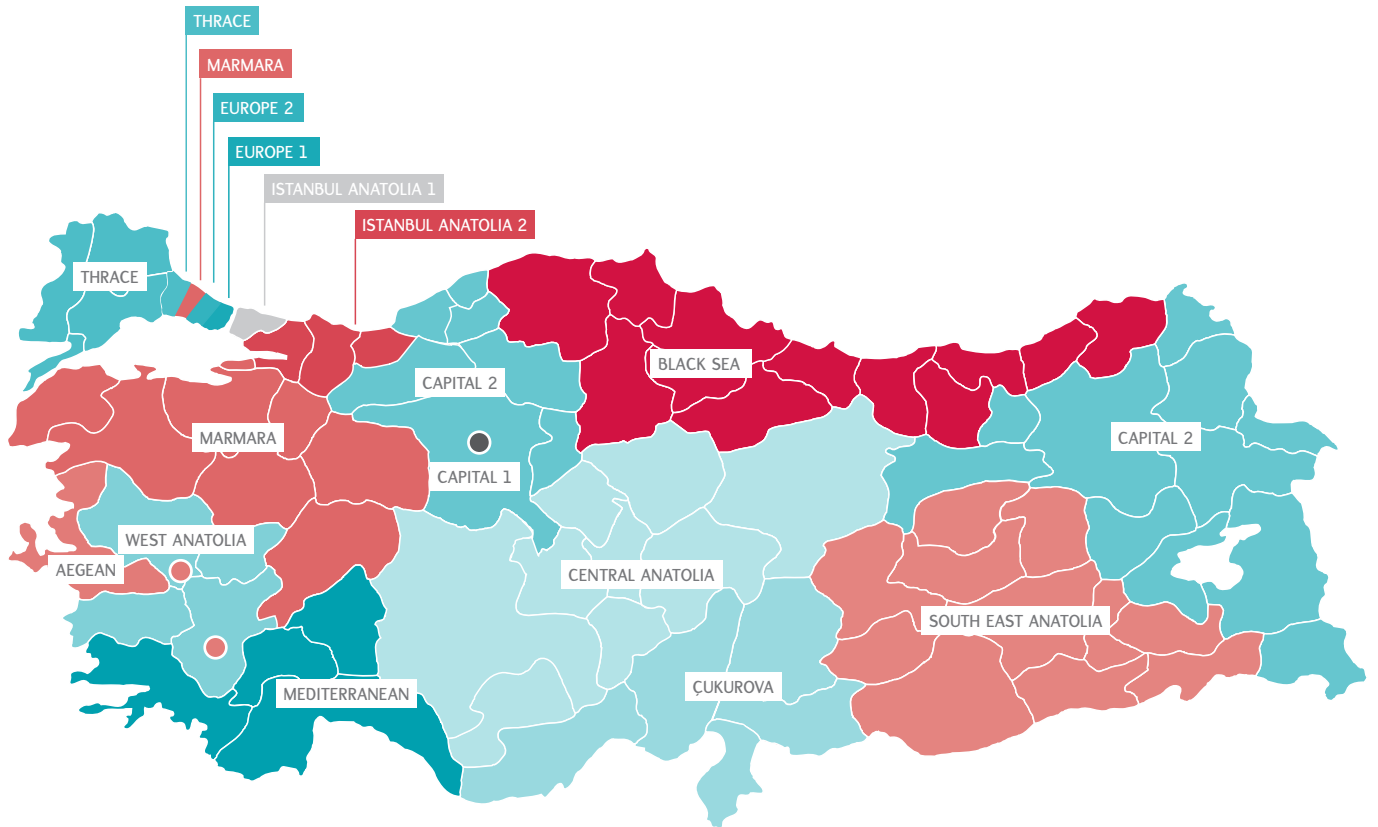 THRACE
MARMARA
EUROPE 2
EUROPE 1
ISTANBUL ANATOLIA 1
ISTANBUL ANATOLIA 2
THRACE
BLACK SEA
CAPITAL 2
MARMARA
CAPITAL 2
CAPITAL 1
WEST ANATOLIA
AEGEAN
CENTRAL ANATOLIA
SOUTH EAST ANATOLIA
MEDITERRANEAN
ÇUKUROVA